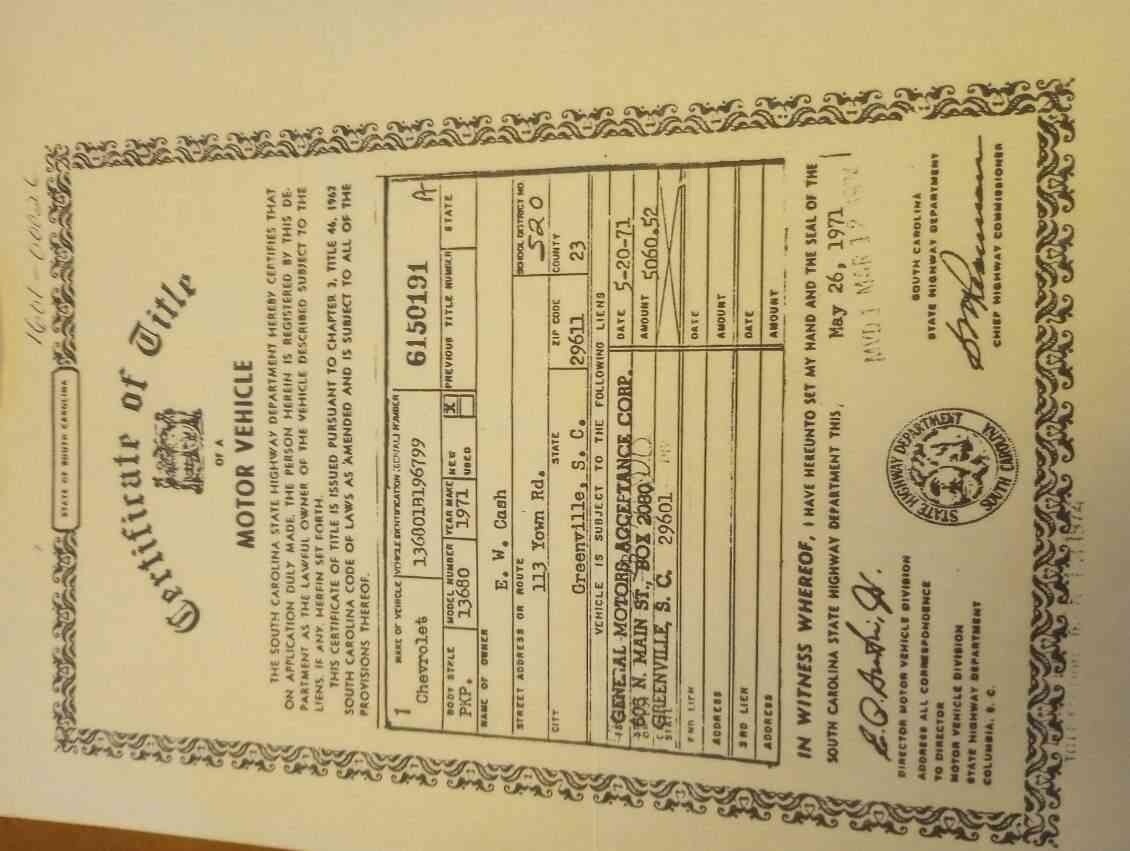 STATE OF SOUTH CAROLINA
Certificate of Title
OF A
MOTOR VEHICLE
THE SOUTH CAROLINA STATE HIGHWAY DEPARTMENT HEREBY CERTIFIES THAT
ON APPLICATION DULY MADE, THE PERSON HEREIN IS REGISTERED BY THIS DE-
PARTMENT AS THE LAWFUL OWNER OF THE VEHICLE DESCRIBED SUBJECT TO THE
LIENS, IF ANY, HEREIN SET FORTH.
THIS CERTIFICATE OF TITLE IS ISSUED PURSUANT TO CHAPTER 3, TITLE 46, 1962
SOUTH CAROLINA CODE OF LAWS AS AMENDED AND IS SUBJECT TO ALL OF THE
PROVISIONS THEREOF.
MAKE OF VEHICLE VEHICLE IDENTIFICATION (SERIAL) NUMBER
1 Chevrolet 136801B196799 6150191 A
BODY STYLE MODEL NUMBER YEAR MAKE NEW X PREVIOUS TITLE NUMBER STATE
PKP. 13680 1971 USED
NAME OF OWNER
E. W. Cash
STREET ADDRESS OR ROUTE SCHOOL DISTRICT NO.
113 Yown Rd. 520
CITY STATE ZIP CODE COUNTY
Greenville, S. C. 29611 23
VEHICLE IS SUBJECT TO THE FOLLOWING LIENS
GENERAL MOTORS ACCEPTANCE CORP. DATE 5-20-71
N. MAIN ST., BOX 2080 AMOUNT 5060.52
GREENVILLE, S. C. 29601
2ND LIEN DATE
ADDRESS AMOUNT
3RD LIEN DATE
ADDRESS AMOUNT
IN WITNESS WHEREOF, I HAVE HEREUNTO SET MY HAND AND THE SEAL OF THE
SOUTH CAROLINA STATE HIGHWAY DEPARTMENT THIS, May 26, 1971
MVD 1 MAR 12
DIRECTOR MOTOR VEHICLE DIVISION
ADDRESS ALL CORRESPONDENCE
TO DIRECTOR
MOTOR VEHICLE DIVISION
STATE HIGHWAY DEPARTMENT
COLUMBIA, S. C.
STATE HIGHWAY DEPARTMENT
SOUTH CAROLINA
STATE HIGHWAY DEPARTMENT
CHIEF HIGHWAY COMMISSIONER